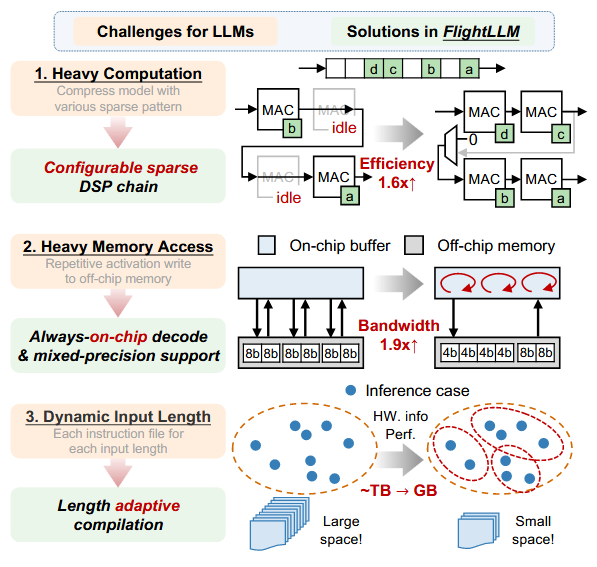 Challenges for LLMs
Solutions in FlightLLM
1. Heavy Computation
Compress model with
various sparse pattern
Configurable sparse
DSP chain
d c b a
MAC
b
MAC
idle
MAC
idle
MAC
a
Efficiency
1.6x↑
MAC
d
MAC
c
0
MAC
b
MAC
a
2. Heavy Memory Access
Repetitive activation write
to off-chip memory
Always-on-chip decode
& mixed-precision support
On-chip buffer
Off-chip memory
8b 8b 8b 8b 8b 8b
Bandwidth
1.9x↑
4b 4b 4b 4b 8b 8b
3. Dynamic Input Length
Each instruction file for
each input length
Length adaptive
compilation
Inference case
HW. info
Perf.
~TB → GB
Large
space!
Small
space!